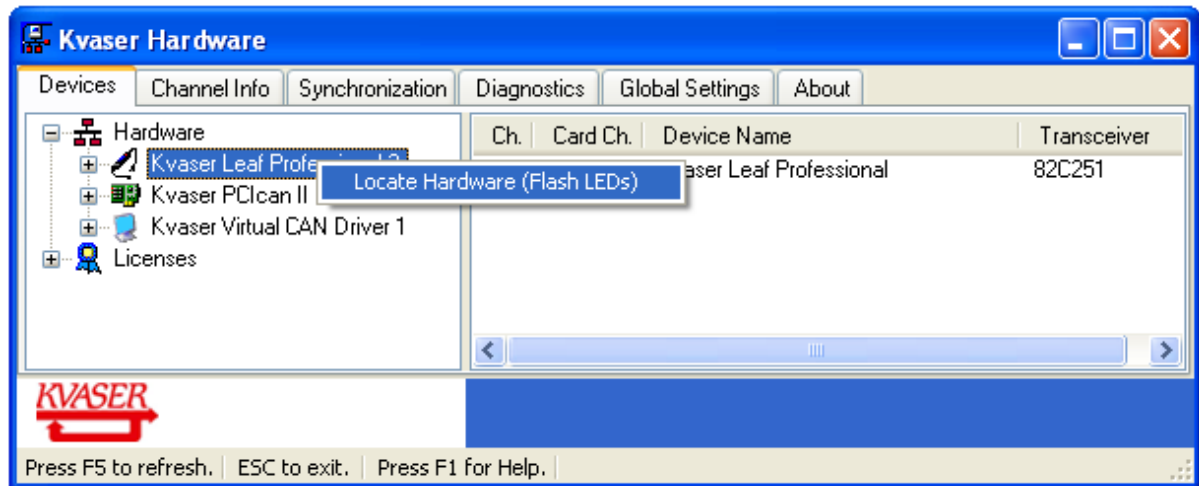 Kvaser Hardware
Devices Channel Info Synchronization Diagnostics Global Settings About
Hardware
Kvaser Leaf
Locate Hardware (Flash LEDs)
Kvaser PCIcan II
Kvaser Virtual CAN Driver 1
Licenses
Ch. Card Ch. Device Name Transceiver
Leaf Professional 82C251
KVASER
Press F5 to refresh. ESC to exit. Press F1 for Help.